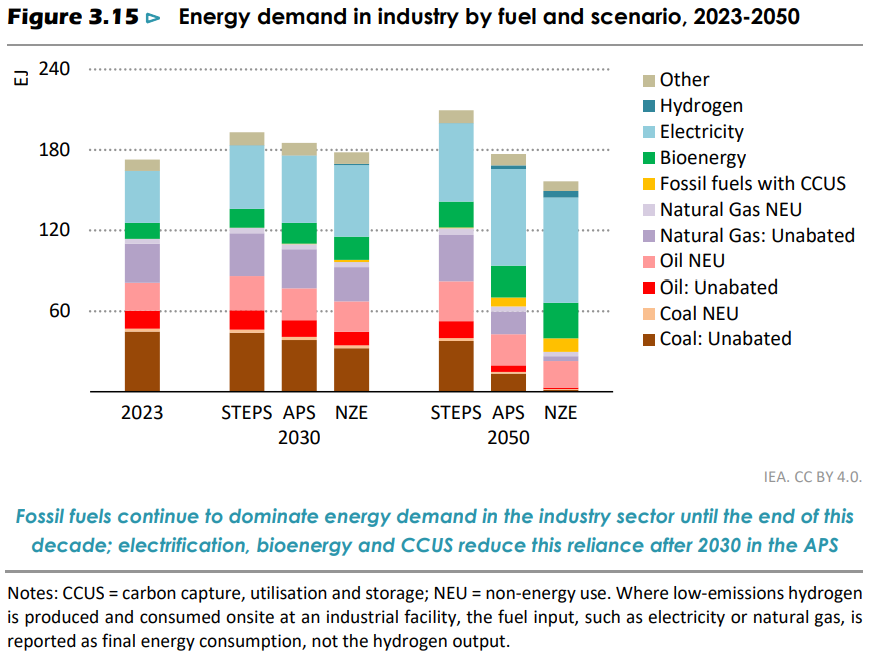 Figure 3.15 ⊳ Energy demand in industry by fuel and scenario, 2023-2050
EJ
240
180
120
60
2023
STEPS APS NZE
2030
STEPS APS NZE
2050
Other
Hydrogen
Electricity
Bioenergy
Fossil fuels with CCUS
Natural Gas NEU
Natural Gas: Unabated
Oil NEU
Oil: Unabated
Coal NEU
Coal: Unabated
IEA. CC BY 4.0.
Fossil fuels continue to dominate energy demand in the industry sector until the end of this
decade; electrification, bioenergy and CCUS reduce this reliance after 2030 in the APS
Notes: CCUS = carbon capture, utilisation and storage; NEU = non-energy use. Where low-emissions hydrogen
is produced and consumed onsite at an industrial facility, the fuel input, such as electricity or natural gas, is
reported as final energy consumption, not the hydrogen output.